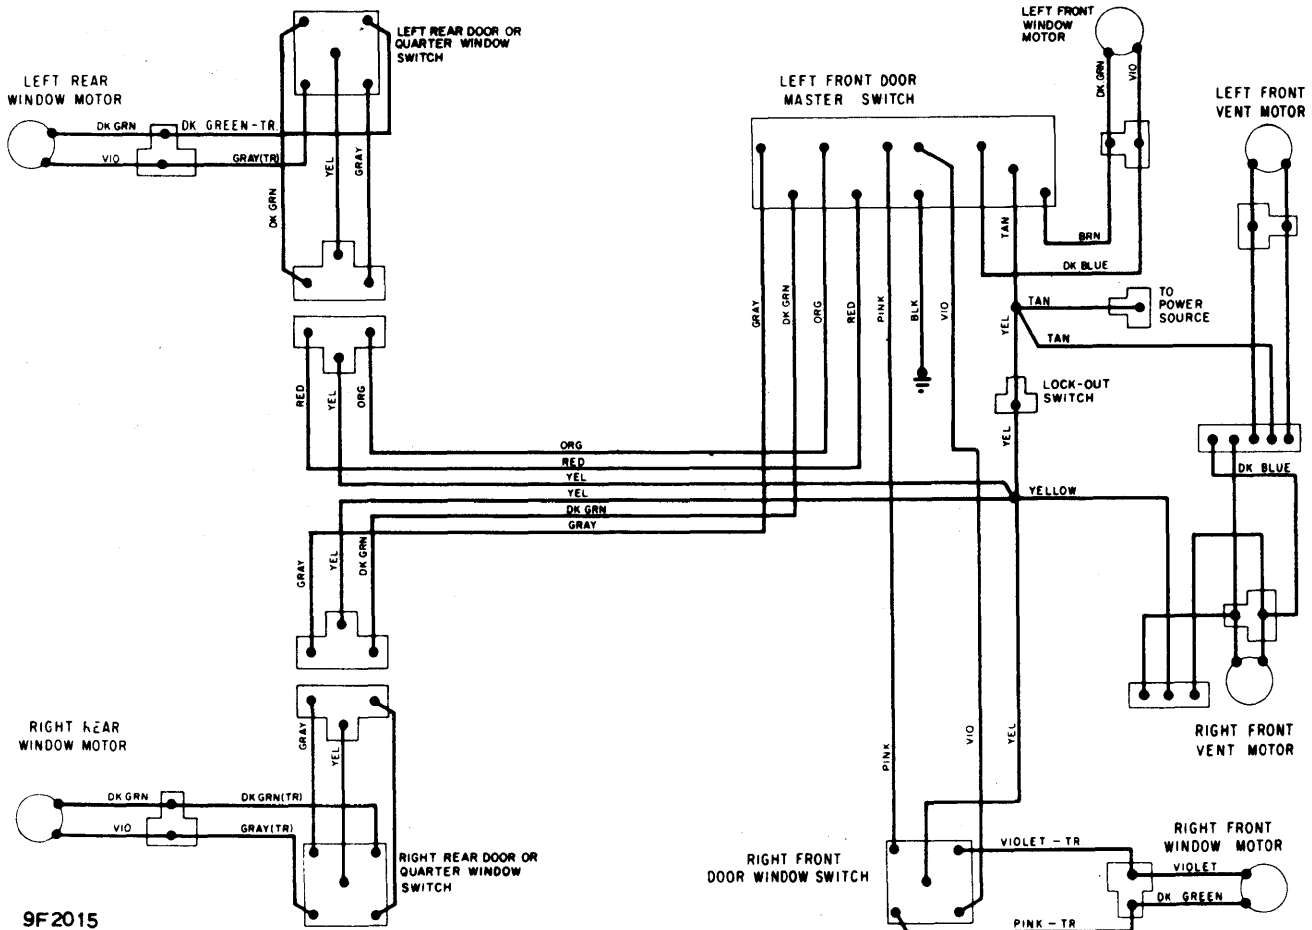 LEFT REAR DOOR OR
QUARTER WINDOW
SWITCH
LEFT FRONT
WINDOW
MOTOR
LEFT REAR
WINDOW MOTOR
LEFT FRONT DOOR
MASTER SWITCH
LEFT FRONT
VENT MOTOR
DK GRN
VIO
DK GRN
DK GREEN-TR.
VIO
GRAY(TR)
YEL
GRAY
DK GRN
TAN
BRN
DK BLUE
GRAY
DK GRN
ORG
RED
PINK
BLK
VIO
YEL
TAN
TO
POWER
SOURCE
TAN
LOCK-OUT
SWITCH
RED
YEL
ORG
YEL
ORG
RED
YEL
YEL
DK GRN
GRAY
YELLOW
DK BLUE
GRAY
YEL
DK GRN
RIGHT REAR
WINDOW MOTOR
GRAY
YEL
PINK
VIO
YEL
RIGHT FRONT
VENT MOTOR
DK GRN
DKGRN(TR)
VIO
GRAY(TR)
RIGHT REAR DOOR OR
QUARTER WINDOW
SWITCH
RIGHT FRONT
DOOR WINDOW SWITCH
VIOLET - TR
RIGHT FRONT
WINDOW MOTOR
VIOLET
DK GREEN
PINK - TR
9F2015